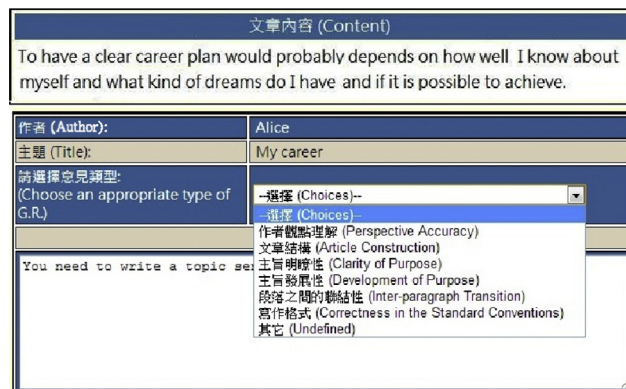 文章內容 (Content)
To have a clear career plan would probably depends on how well I know about
myself and what kind of dreams do I have and if it is possible to achieve.
作者 (Author):
Alice
主題 (Title):
My career
請選擇意見類型:
(Choose an appropriate type of
G.R.)
--選擇 (Choices)--
--選擇 (Choices)--
作者觀點理解 (Perspective Accuracy)
文章結構 (Article Construction)
主旨明瞭性 (Clarity of Purpose)
主旨發展性 (Development of Purpose)
段落之間的聯結性 (Inter-paragraph Transition)
寫作格式 (Correctness in the Standard Conventions)
其它 (Undefined)
You need to write a topic se